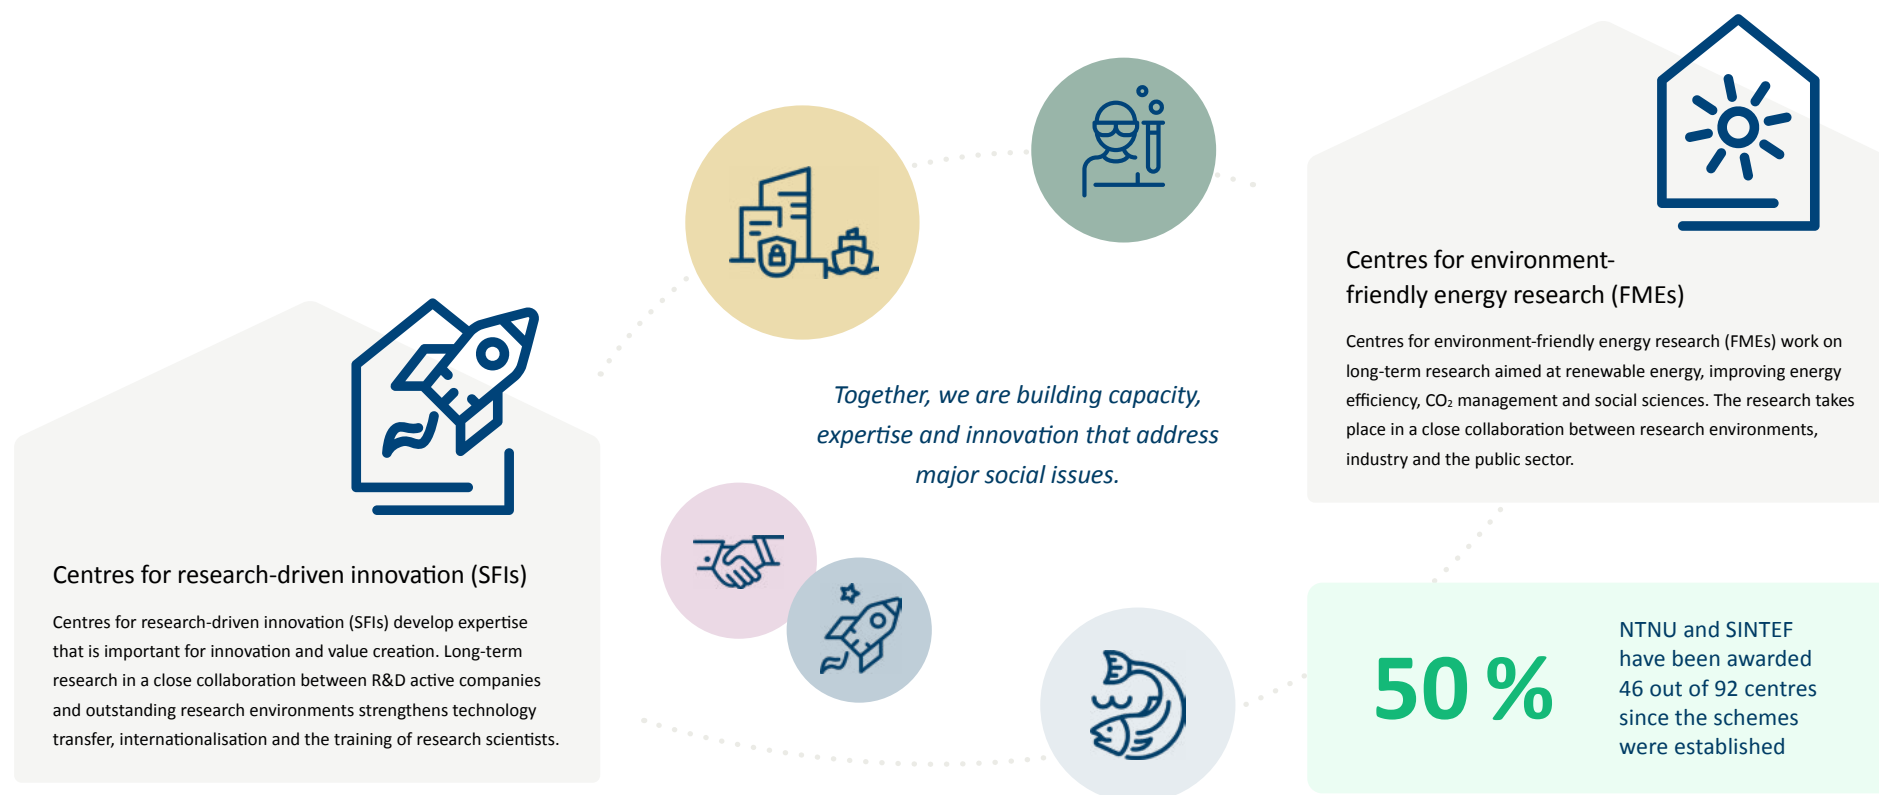 Centres for research-driven innovation (SFIs)
Centres for research-driven innovation (SFIs) develop expertise
that is important for innovation and value creation. Long-term
research in a close collaboration between R&D active companies
and outstanding research environments strengthens technology
transfer, internationalisation and the training of research scientists.
Together, we are building capacity,
expertise and innovation that address
major social issues.
Centres for environment-
friendly energy research (FMEs)
Centres for environment-friendly energy research (FMEs) work on
long-term research aimed at renewable energy, improving energy
efficiency, CO₂ management and social sciences. The research takes
place in a close collaboration between research environments,
industry and the public sector.
50 %
NTNU and SINTEF
have been awarded
46 out of 92 centres
since the schemes
were established